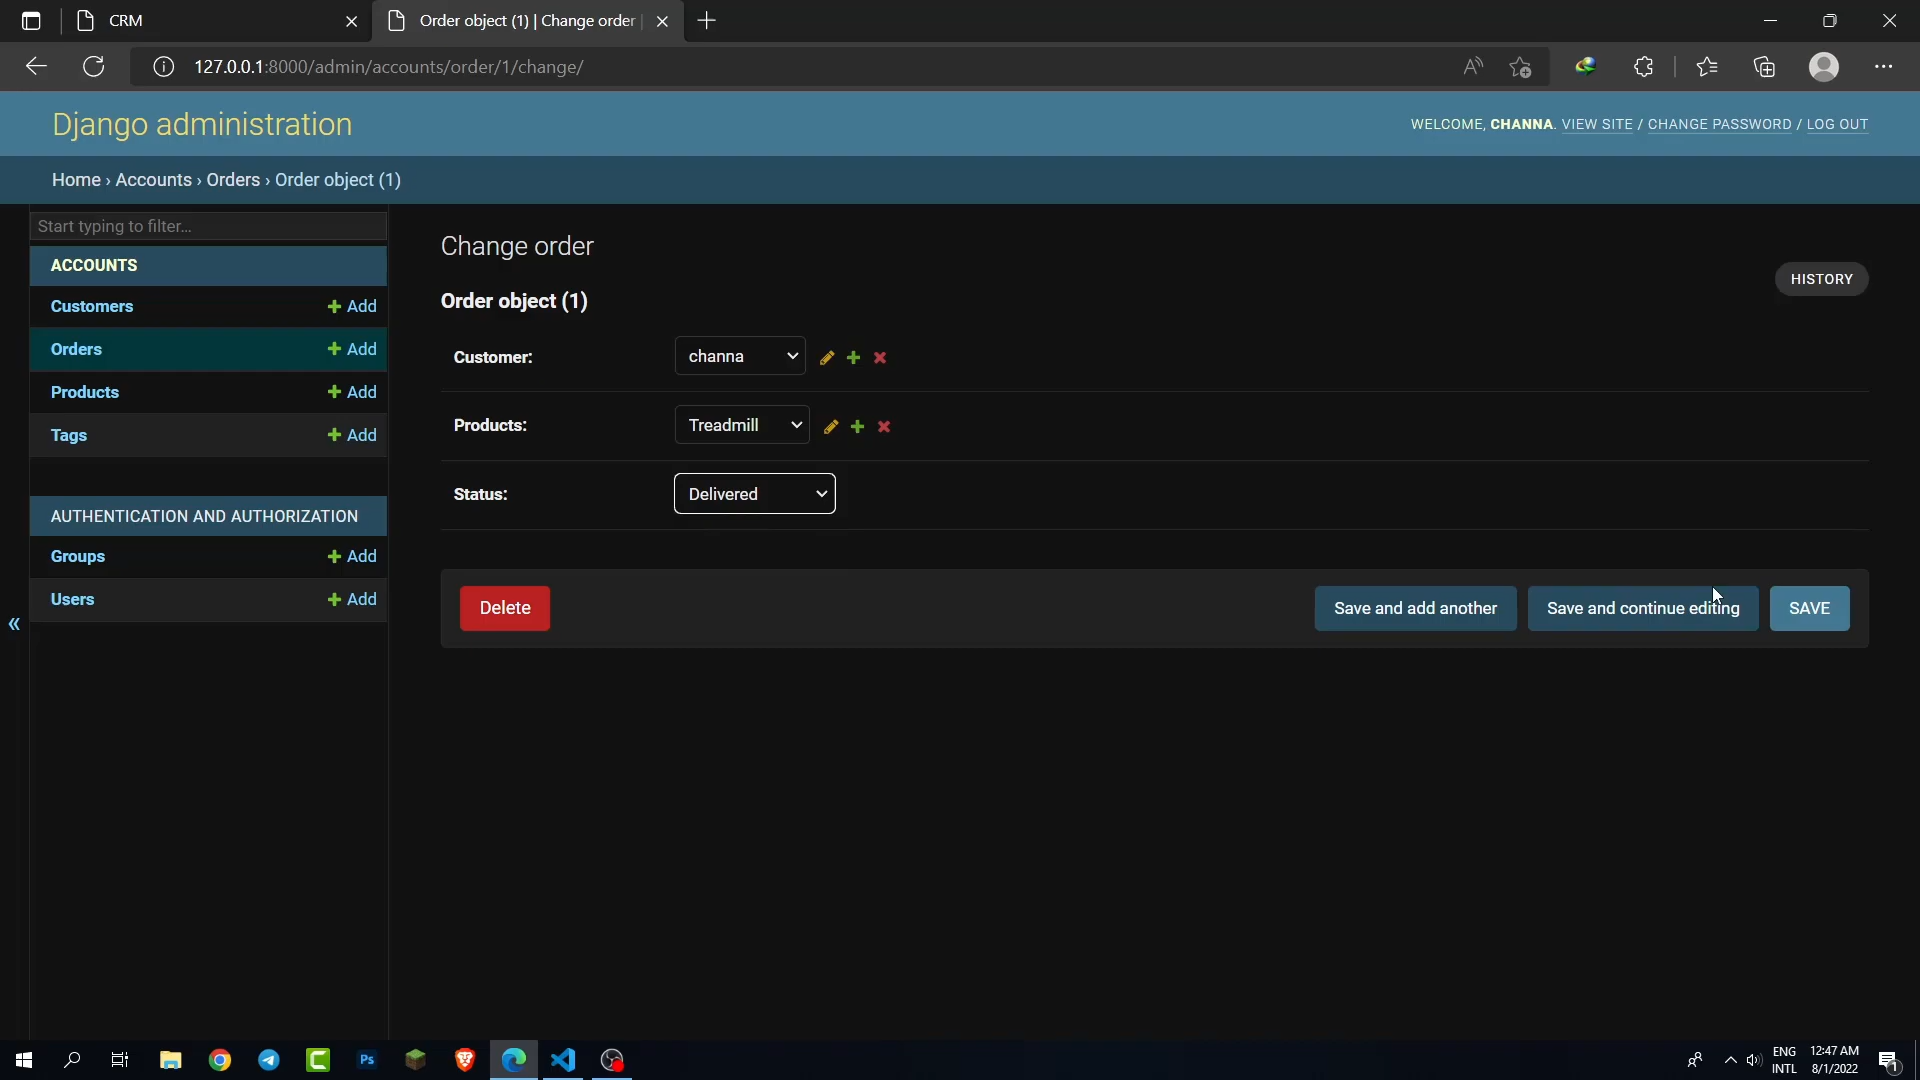 CRM
Order object (1) | Change order
127.0.0.1:8000/admin/accounts/order/1/change/
Django administration
WELCOME, CHANNA. VIEW SITE / CHANGE PASSWORD / LOG OUT
Home › Accounts › Orders › Order object (1)
Start typing to filter...
ACCOUNTS
Customers + Add
Orders + Add
Products + Add
Tags + Add
AUTHENTICATION AND AUTHORIZATION
Groups + Add
Users + Add
«
Change order
HISTORY
Order object (1)
Customer: channa
Products: Treadmill
Status: Delivered
Delete
Save and add another
Save and continue editing
SAVE
Ps
ENG
INTL
12:47 AM
8/1/2022
1